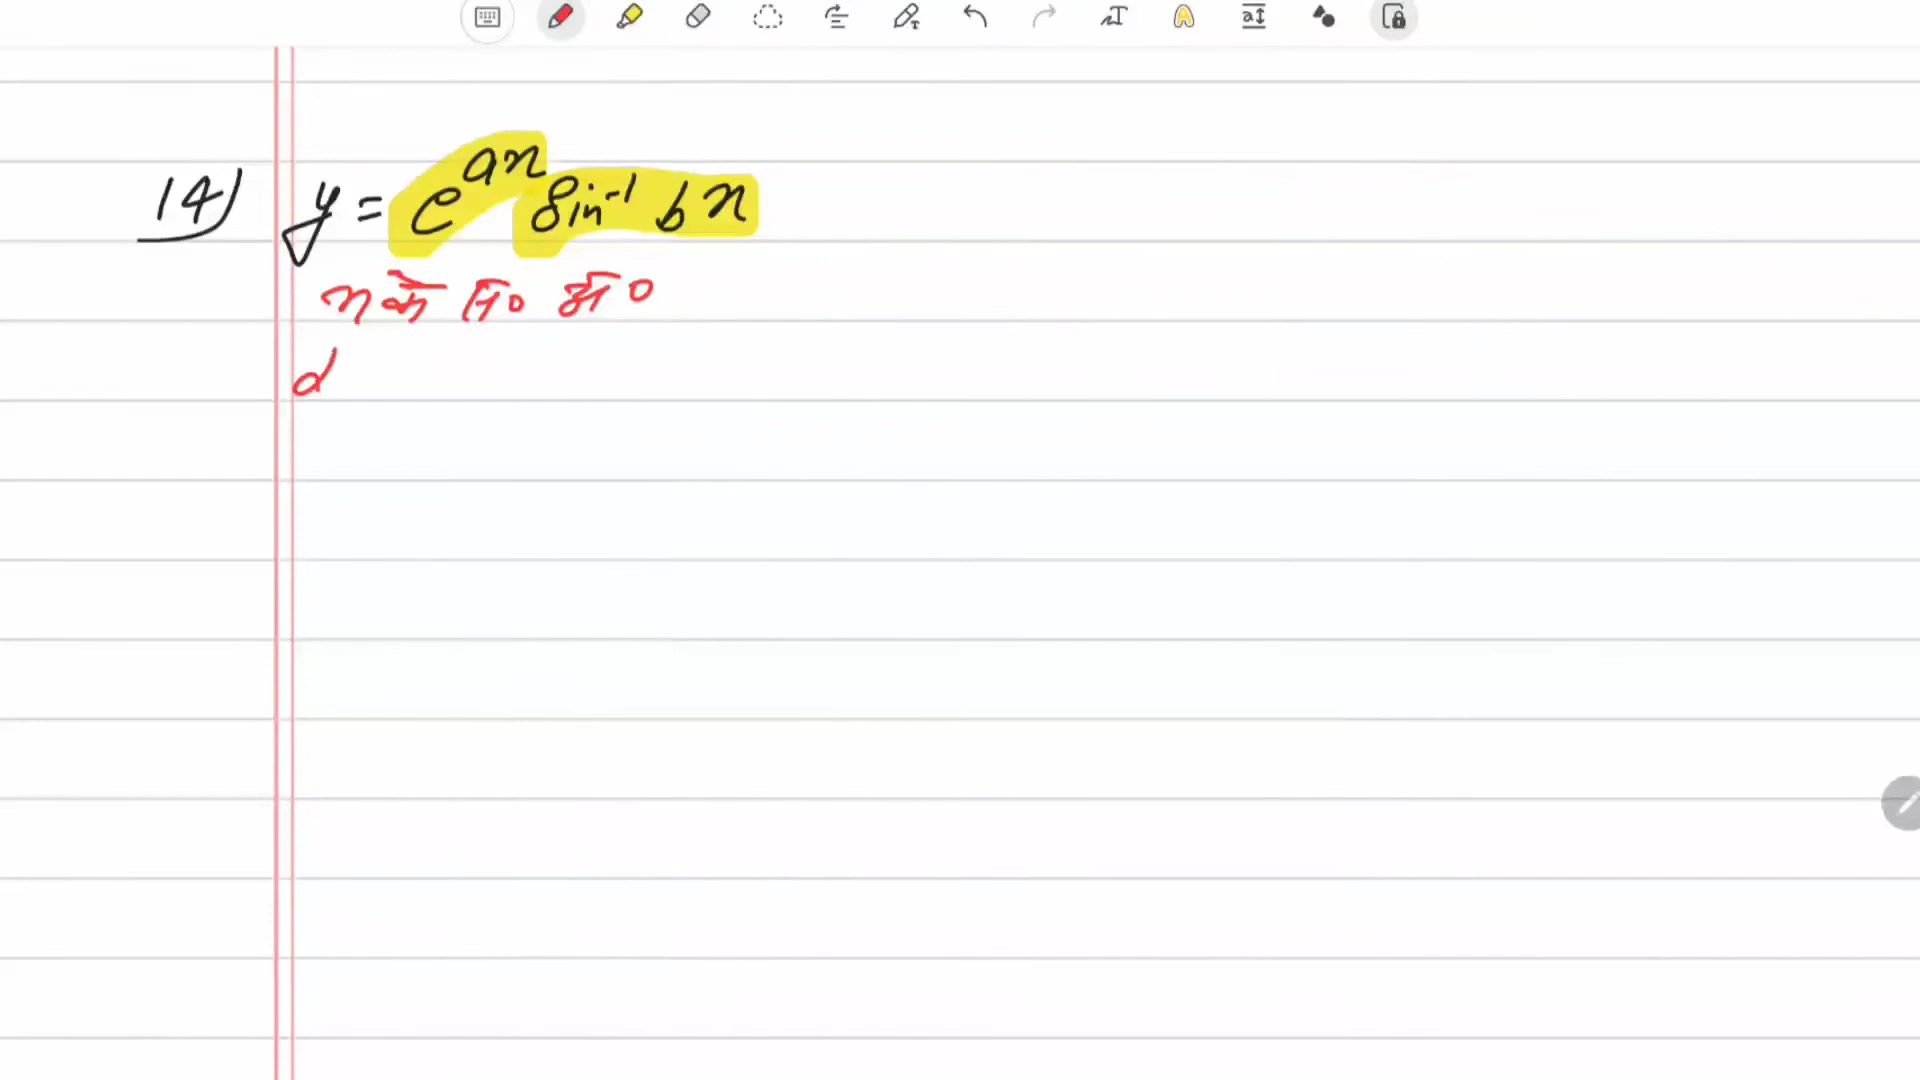 14) y = e^{ax} sin^{-1} bx
x के सा० अ०
d